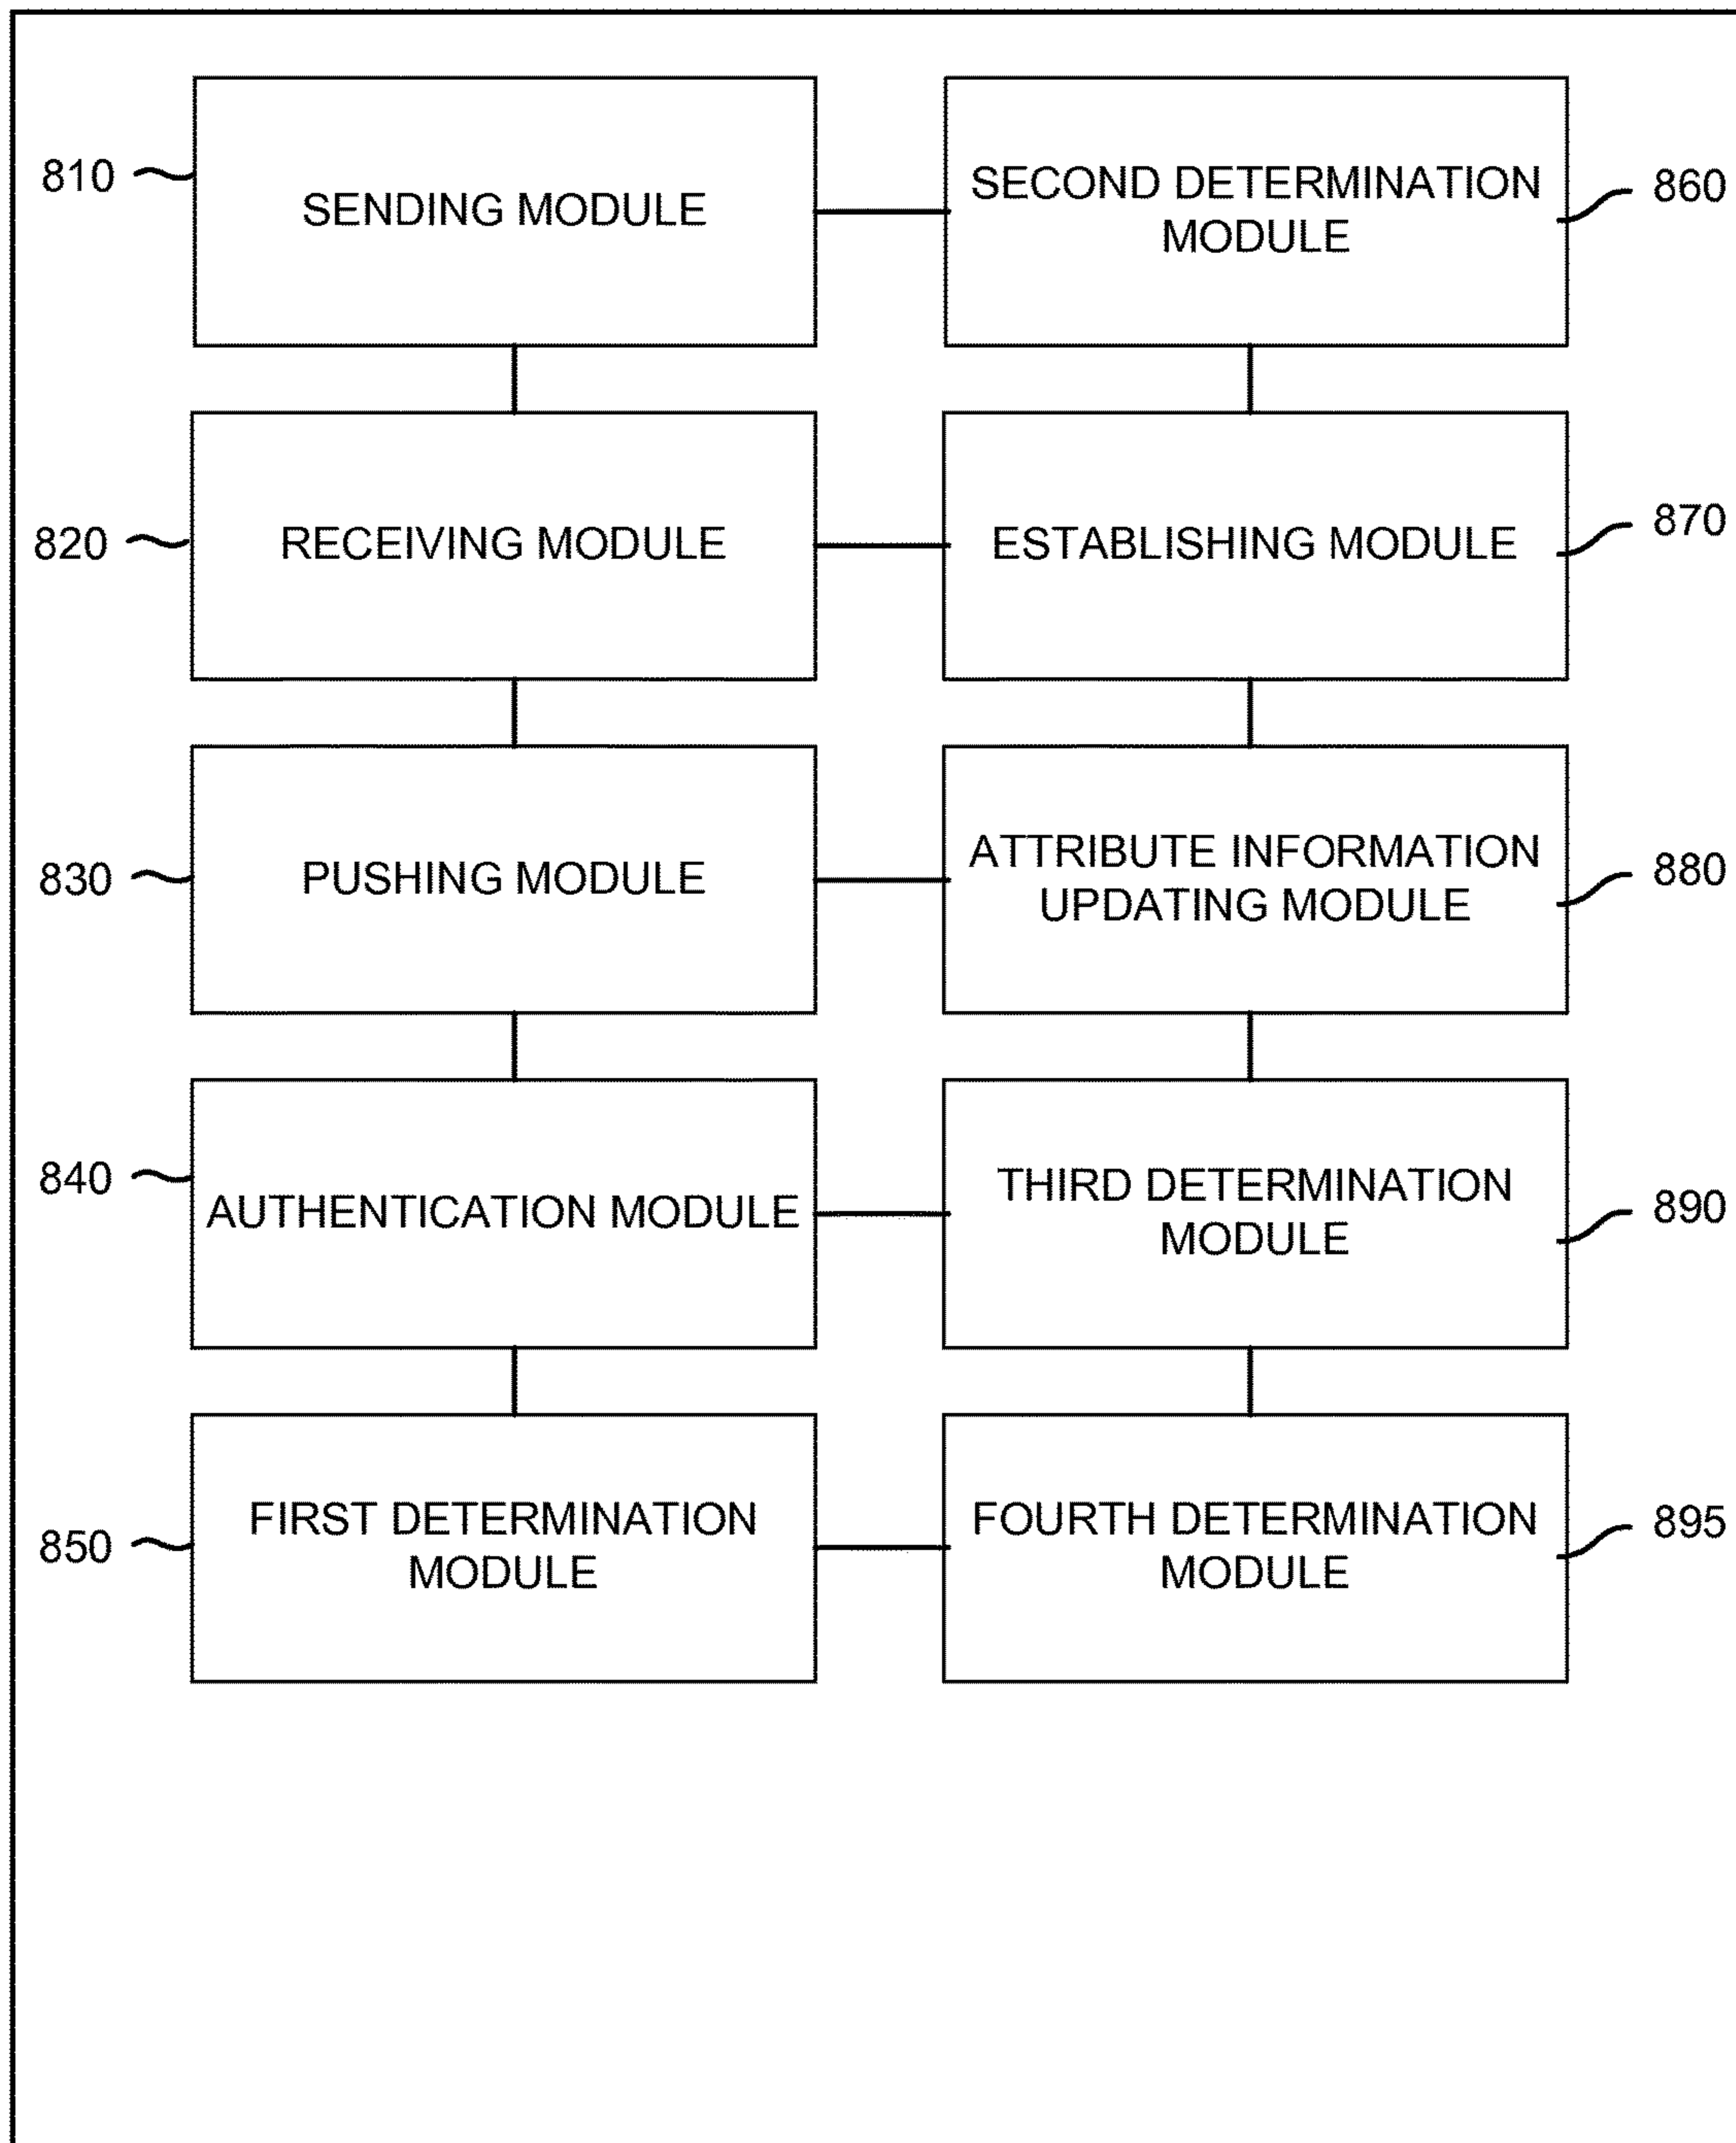 810
SENDING MODULE
SECOND DETERMINATION
MODULE
860
820
RECEIVING MODULE
ESTABLISHING MODULE
870
830
PUSHING MODULE
ATTRIBUTE INFORMATION
UPDATING MODULE
880
840
AUTHENTICATION MODULE
THIRD DETERMINATION
MODULE
890
850
FIRST DETERMINATION
MODULE
FOURTH DETERMINATION
MODULE
895